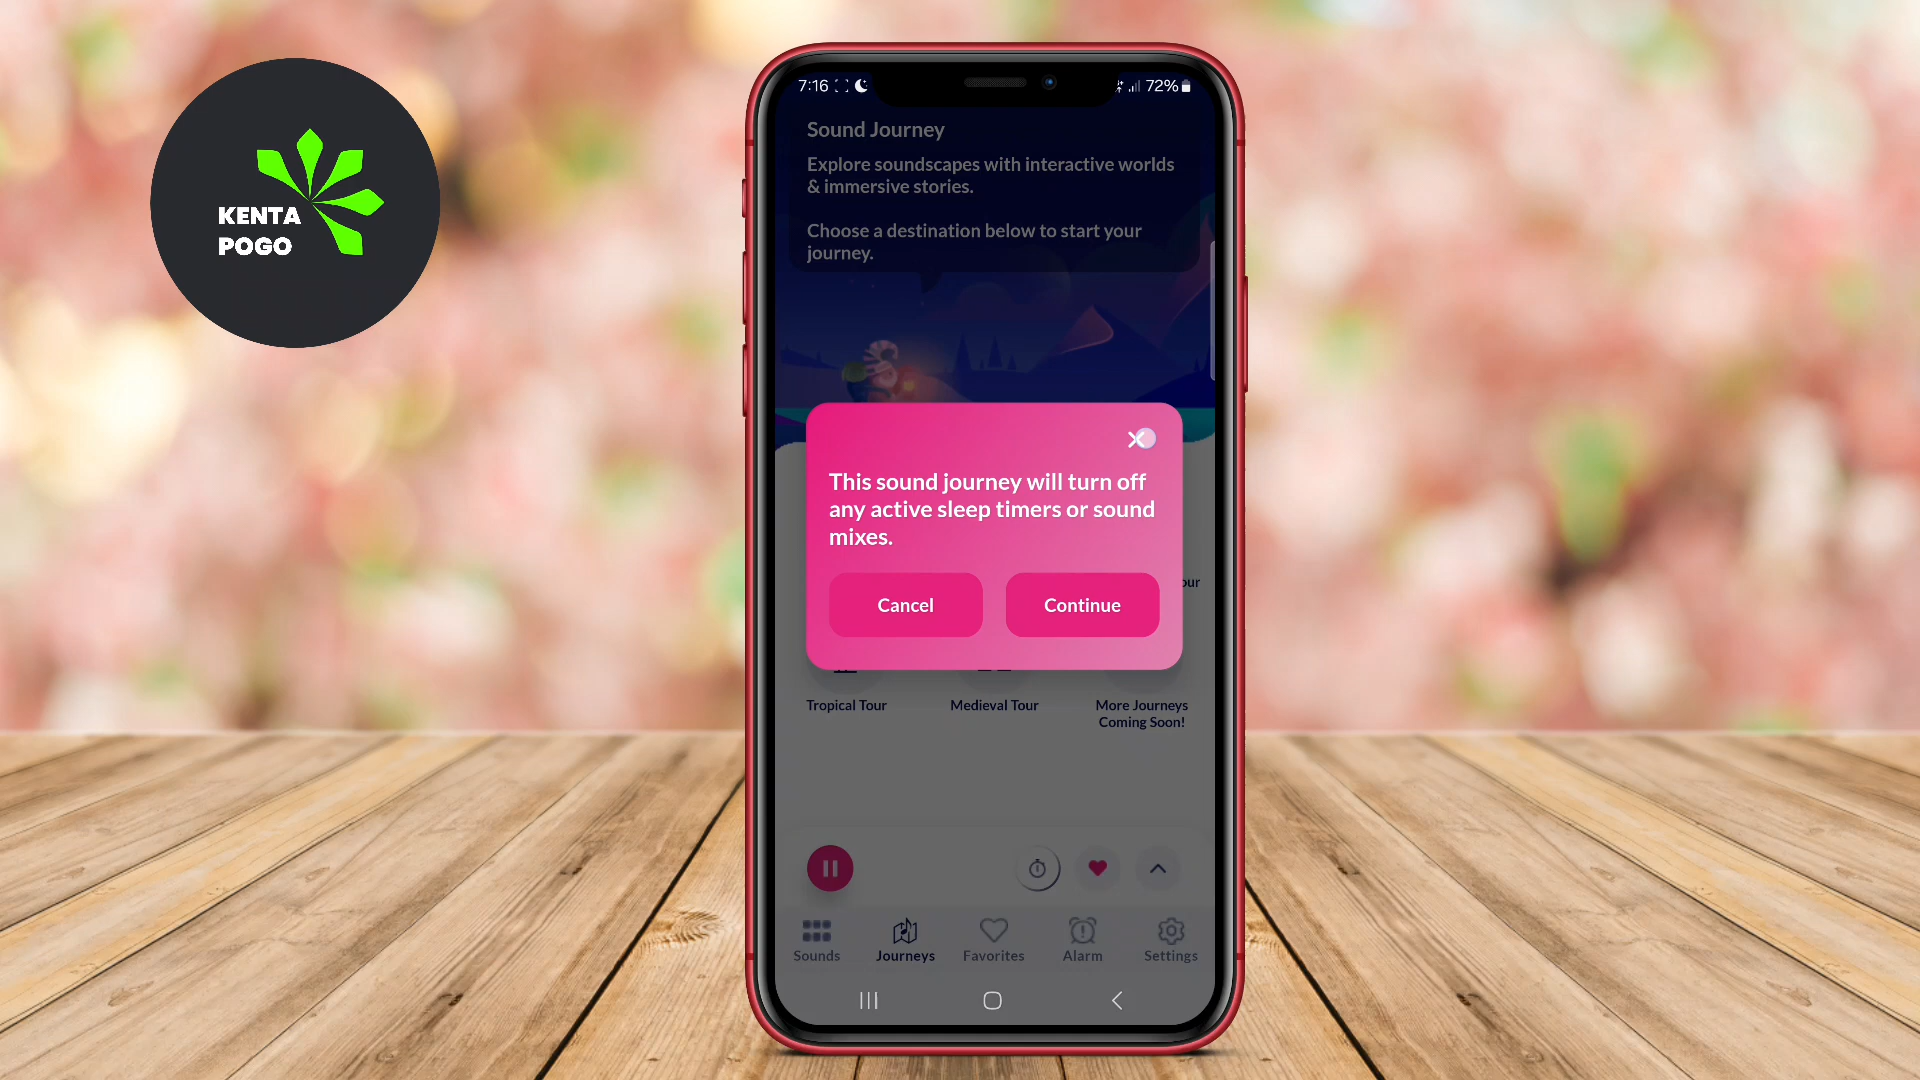 KENTA
POGO
7:16
72%
Sound Journey
Explore soundscapes with interactive worlds
& immersive stories.
Choose a destination below to start your
journey.
This sound journey will turn off
any active sleep timers or sound
mixes.
Cancel
Continue
Tropical Tour
Medieval Tour
More Journeys
Coming Soon!
Sounds
Journeys
Favorites
Alarm
Settings